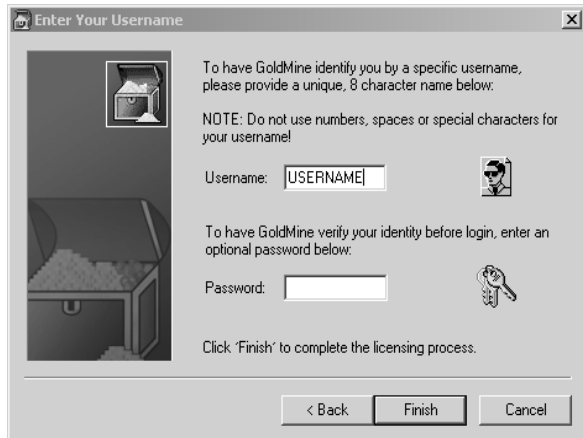 Enter Your Username
To have GoldMine identify you by a specific username,
please provide a unique, 8 character name below:
NOTE: Do not use numbers, spaces or special characters for
your username!
Username: USERNAME
To have GoldMine verify your identity before login, enter an
optional password below:
Password:
Click 'Finish' to complete the licensing process.
< Back Finish Cancel